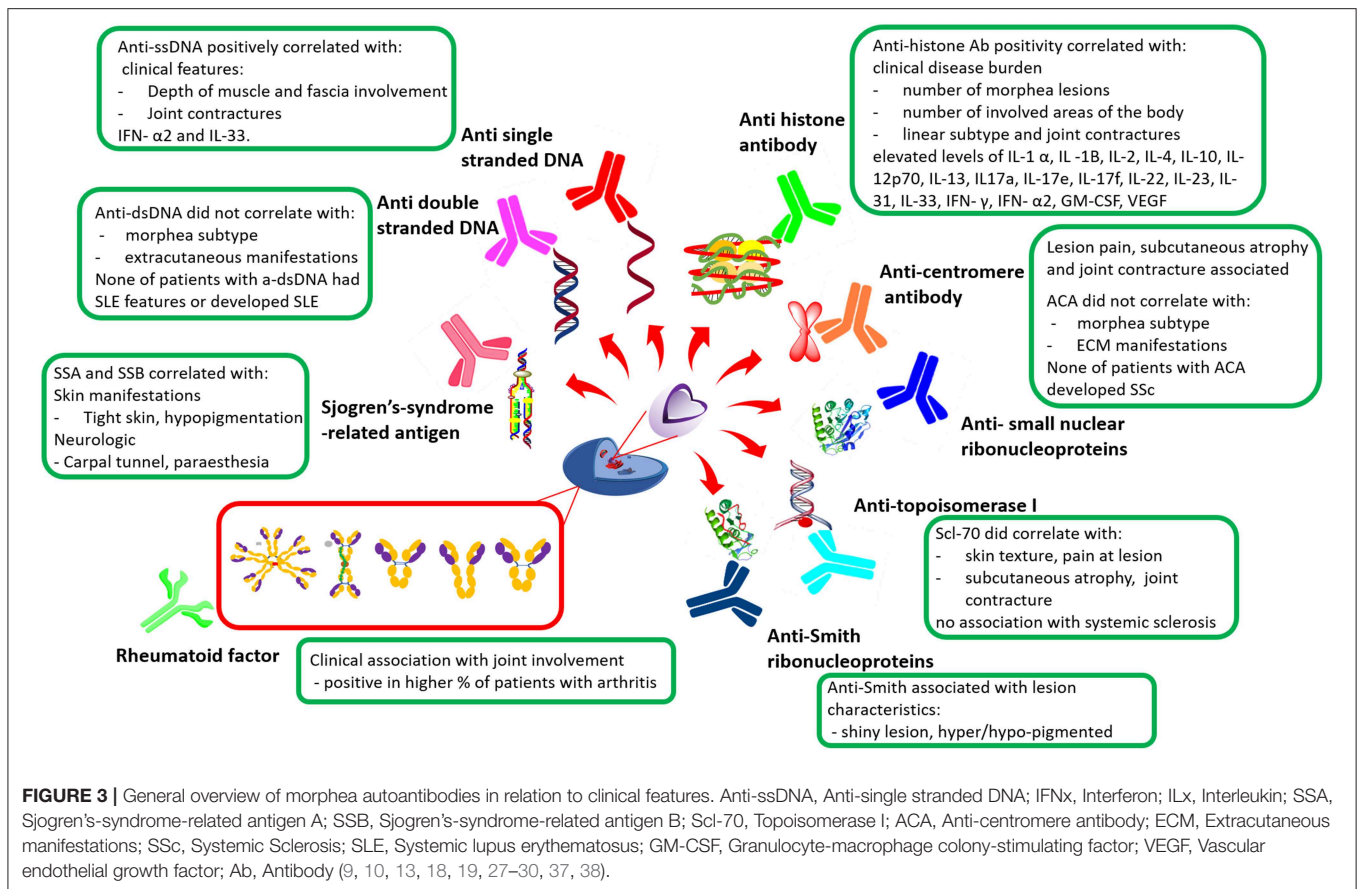 Anti-ssDNA positively correlated with:
clinical features:
- Depth of muscle and fascia involvement
- Joint contractures
IFN- α2 and IL-33.
Anti single
stranded DNA
Anti histone
antibody
Anti-histone Ab positivity correlated with:
clinical disease burden
- number of morphea lesions
- number of involved areas of the body
- linear subtype and joint contractures
elevated levels of IL-1 α, IL -1B, IL-2, IL-4, IL-10, IL-
12p70, IL-13, IL17a, IL-17e, IL-17f, IL-22, IL-23, IL-
31, IL-33, IFN- γ, IFN- α2, GM-CSF, VEGF
Anti-dsDNA did not correlate with:
- morphea subtype
- extracutaneous manifestations
None of patients with a-dsDNA had
SLE features or developed SLE
Anti double
stranded DNA
Anti-centromere
antibody
Lesion pain, subcutaneous atrophy
and joint contracture associated
ACA did not correlate with:
- morphea subtype
- ECM manifestations
None of patients with ACA
developed SSc
SSA and SSB correlated with:
Skin manifestations
- Tight skin, hypopigmentation
Neurologic
- Carpal tunnel, paraesthesia
Sjogren's-syndrome
-related antigen
Anti- small nuclear
ribonucleoproteins
Anti-topoisomerase I
Scl-70 did correlate with:
- skin texture, pain at lesion
- subcutaneous atrophy, joint
contracture
no association with systemic sclerosis
Rheumatoid factor
Clinical association with joint involvement
- positive in higher % of patients with arthritis
Anti-Smith
ribonucleoproteins
Anti-Smith associated with lesion
characteristics:
- shiny lesion, hyper/hypo-pigmented
FIGURE 3 | General overview of morphea autoantibodies in relation to clinical features. Anti-ssDNA, Anti-single stranded DNA; IFNx, Interferon; ILx, Interleukin; SSA,
Sjogren's-syndrome-related antigen A; SSB, Sjogren's-syndrome-related antigen B; Scl-70, Topoisomerase I; ACA, Anti-centromere antibody; ECM, Extracutaneous
manifestations; SSc, Systemic Sclerosis; SLE, Systemic lupus erythematosus; GM-CSF, Granulocyte-macrophage colony-stimulating factor; VEGF, Vascular
endothelial growth factor; Ab, Antibody (9, 10, 13, 18, 19, 27–30, 37, 38).